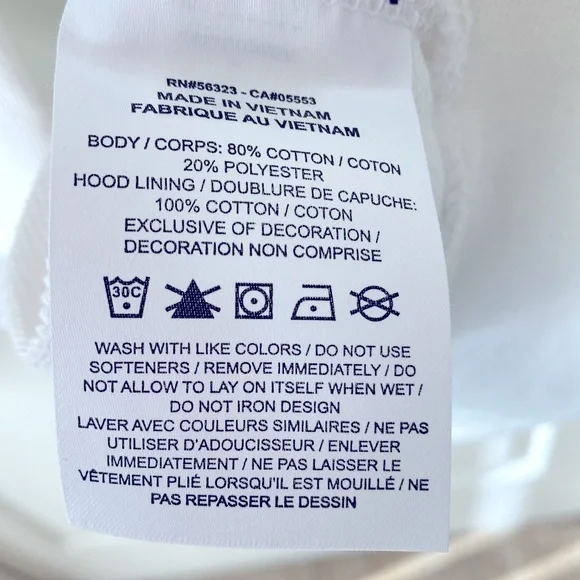 RN#56323 - CA#05553
MADE IN VIETNAM
FABRIQUE AU VIETNAM
BODY / CORPS: 80% COTTON / COTON
20% POLYESTER
HOOD LINING / DOUBLURE DE CAPUCHE:
100% COTTON / COTON
EXCLUSIVE OF DECORATION /
DECORATION NON COMPRISE
30C
WASH WITH LIKE COLORS / DO NOT USE
SOFTENERS / REMOVE IMMEDIATELY / DO
NOT ALLOW TO LAY ON ITSELF WHEN WET /
DO NOT IRON DESIGN
LAVER AVEC COULEURS SIMILAIRES / NE PAS
UTILISER D'ADOUCISSEUR / ENLEVER
IMMEDIATEMENT / NE PAS LAISSER LE
VÊTEMENT PLIÉ LORSQU'IL EST MOUILLÉ / NE
PAS REPASSER LE DESSIN